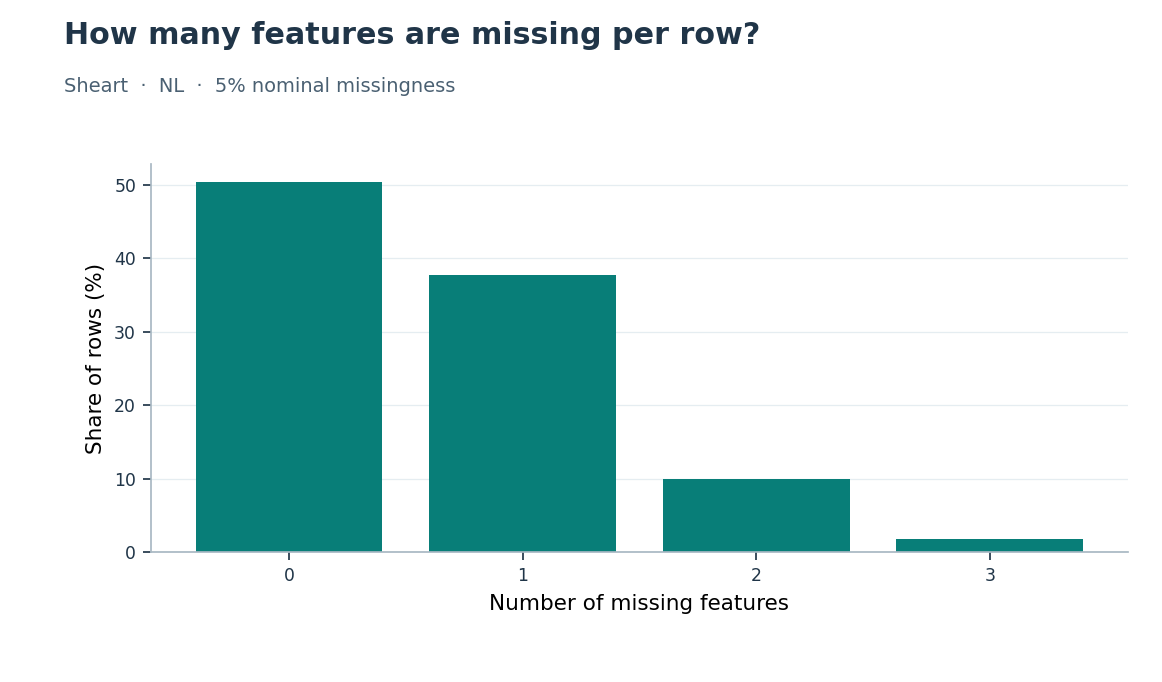 How many features are missing per row?
Sheart · NL · 5% nominal missingness
Share of rows (%)
50
40
30
20
10
0
0 1 2 3
Number of missing features